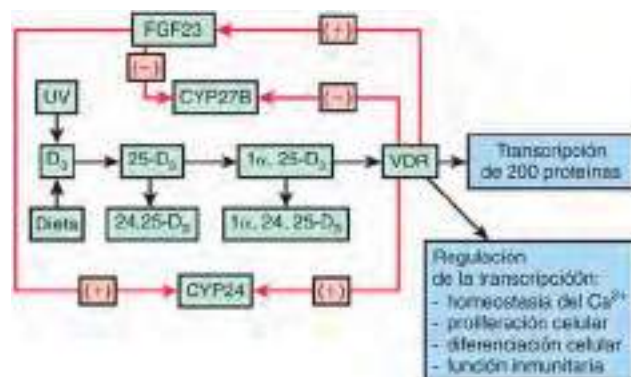 FGF23
(+)
(−)
UV
CYP27B
(−)
D3
25-D3
1α, 25-D3
VDR
Transcripción
de 200 proteínas
Dieta
24,25-D3
1α, 24, 25-D3
Regulación
de la transcripción:
- homeostasia del Ca²⁺
- proliferación celular
- diferenciación celular
- función inmunitaria
(+)
CYP24
(+)